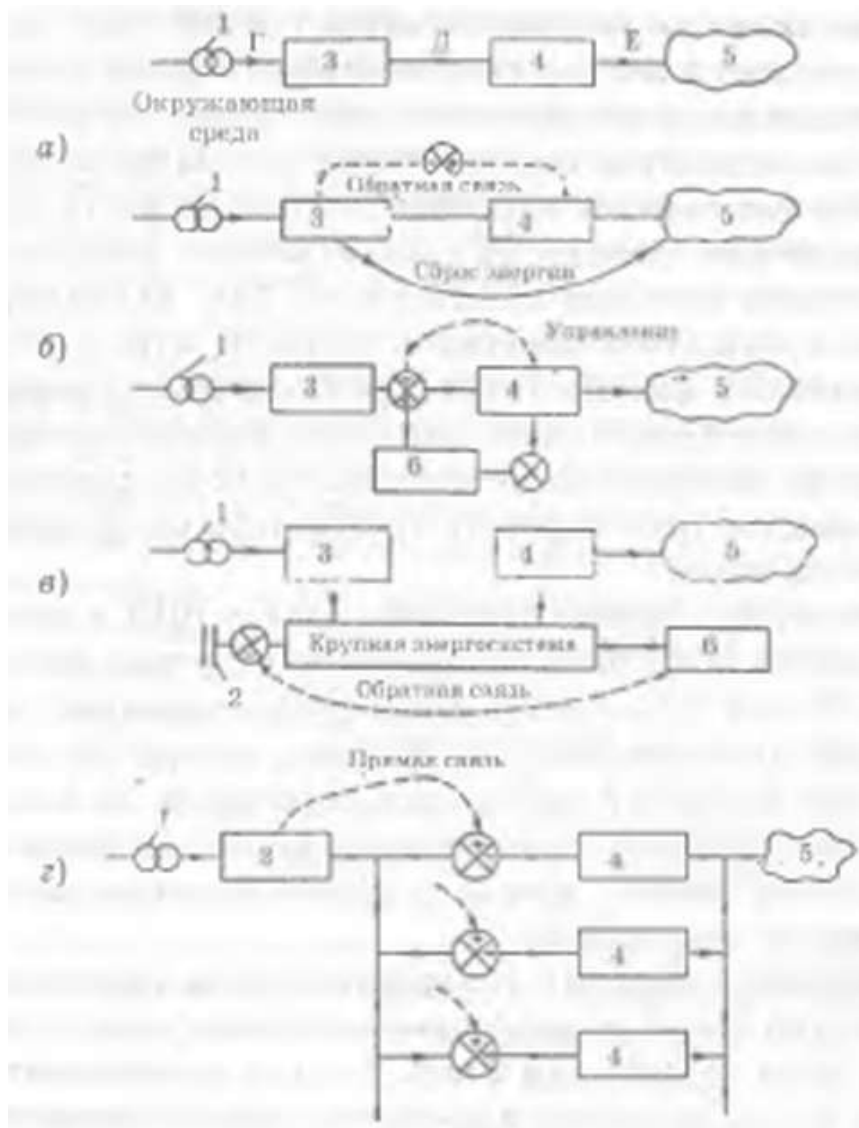 1 Г 3 Д 4 Е 5
Окружающая
среда
а)
Обратная связь
1 3 4 5
Сброс энергии
Управление
б)
1 3 4 5
6
1 3 4 5
в)
Крупная энергосистема 6
2 Обратная связь
Прямая связь
3 4 5
г)
4
4